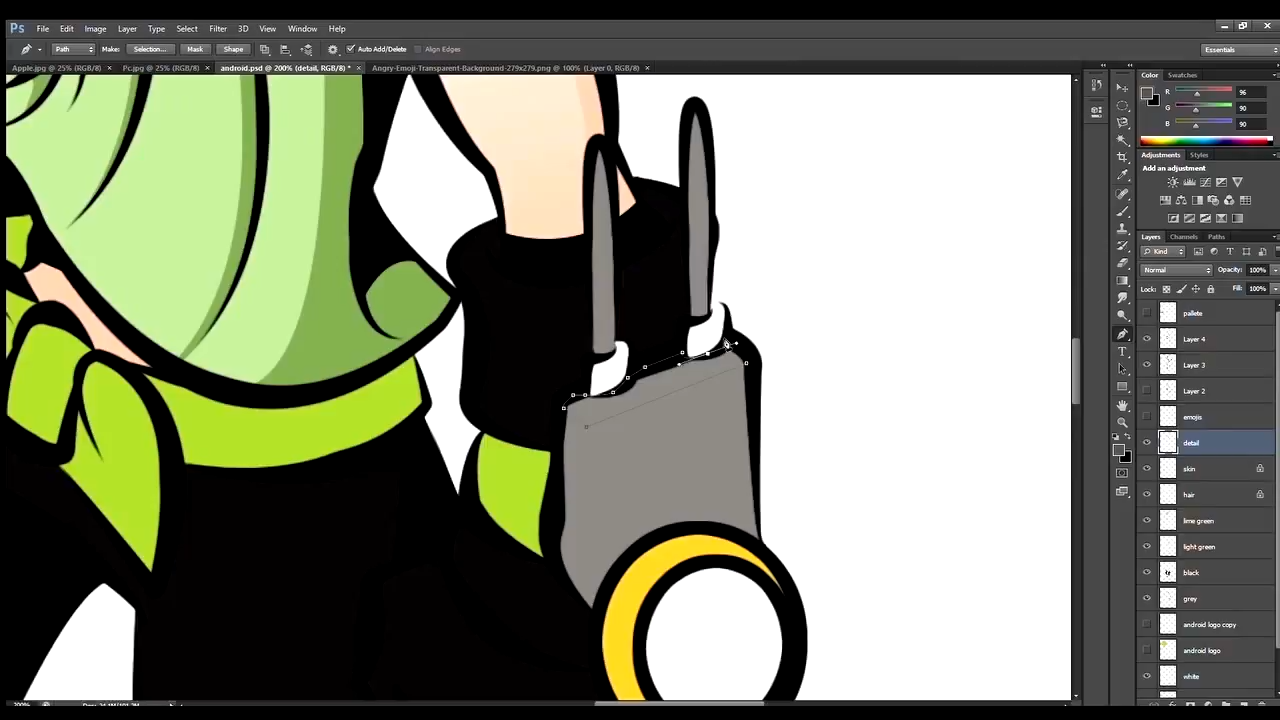 Ps File Edit Image Layer Type Select Filter 3D View Window Help
Path Make: Selection... Mask Shape Auto Add/Delete Align Edges Essentials
Apple.jpg @ 25% (RGB/8) × Pc.jpg @ 25% (RGB/8) × android.psd @ 200% (detail, RGB/8) * × Angry-Emoji-Transparent-Background-279x279.png @ 100% (Layer 0, RGB/8) ×
Color Swatches
R 96
G 90
B 90
Adjustments Styles
Add an adjustment
Layers Channels Paths
Kind
Normal Opacity: 100%
Lock: Fill: 100%
pallete
Layer 4
Layer 3
Layer 2
emojis
detail
skin
hair
lime green
light green
black
grey
android logo copy
android logo
white
200%